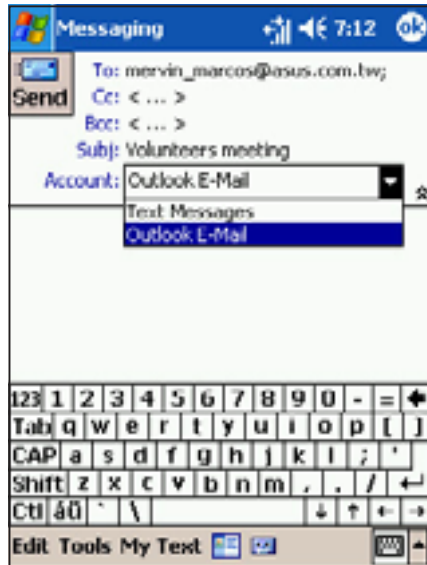 Messaging 7:12 ok
Send
To: mervin_marcos@asus.com.tw;
Cc: < ... >
Bcc: < ... >
Subj: Volunteers meeting
Account: Outlook E-Mail
Text Messages
Outlook E-Mail
123 1 2 3 4 5 6 7 8 9 0 - =
Tab q w e r t y u i o p [ ]
CAP a s d f g h j k l ; '
Shift z x c v b n m , . /
Ctl áü ` \
Edit Tools My Text